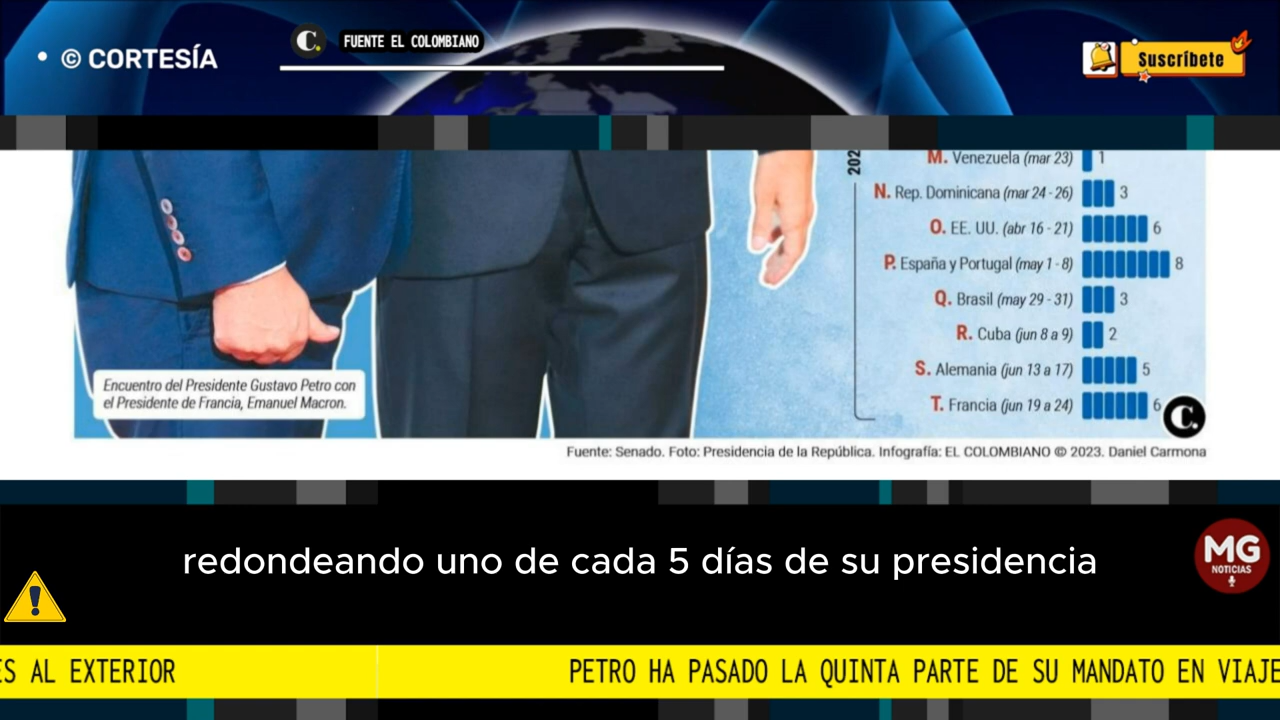 • © CORTESÍA
C.
FUENTE EL COLOMBIANO
Suscríbete
202
M. Venezuela (mar 23) 1
N. Rep. Dominicana (mar 24 - 26) 3
O. EE. UU. (abr 16 - 21) 6
P. España y Portugal (may 1 - 8) 8
Q. Brasil (may 29 - 31) 3
R. Cuba (jun 8 a 9) 2
S. Alemania (jun 13 a 17) 5
T. Francia (jun 19 a 24) 6
C.
Encuentro del Presidente Gustavo Petro con
el Presidente de Francia, Emanuel Macron.
Fuente: Senado. Foto: Presidencia de la República. Infografía: EL COLOMBIANO © 2023. Daniel Carmona
redondeando uno de cada 5 días de su presidencia
MG
NOTICIAS
ES AL EXTERIOR
PETRO HA PASADO LA QUINTA PARTE DE SU MANDATO EN VIAJE